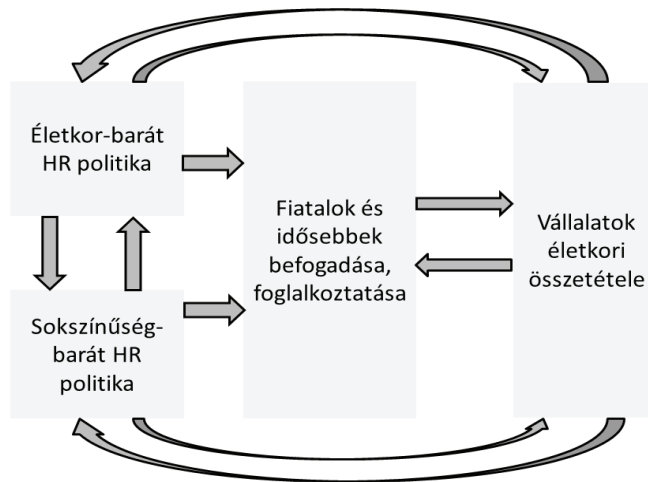 Életkor-barát
HR politika
Sokszínűség-
barát HR
politika
Fiatalok és
idősebbek
befogadása,
foglalkoztatása
Vállalatok
életkori
összetétele